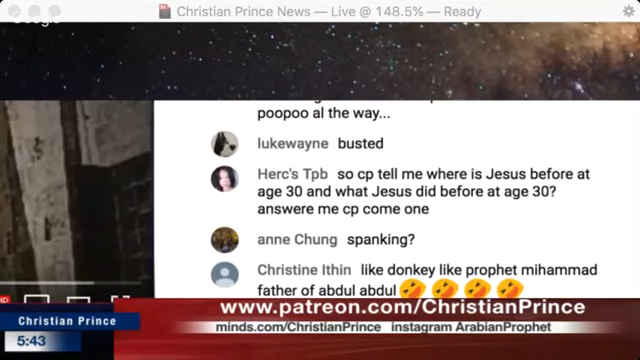 Christian Prince News — Live @ 148.5% — Ready
Google
poopoo al the way...
lukewayne busted
Herc's Tpb so cp tell me where is Jesus before at
age 30 and what Jesus did before at age 30?
answere me cp come one
anne Chung spanking?
Christine Ithin like donkey like prophet mihammad
father of abdul abdul
HD
www.patreon.com/ChristianPrince
Christian Prince
minds.com/ChristianPrince instagram ArabianProphet
5:43